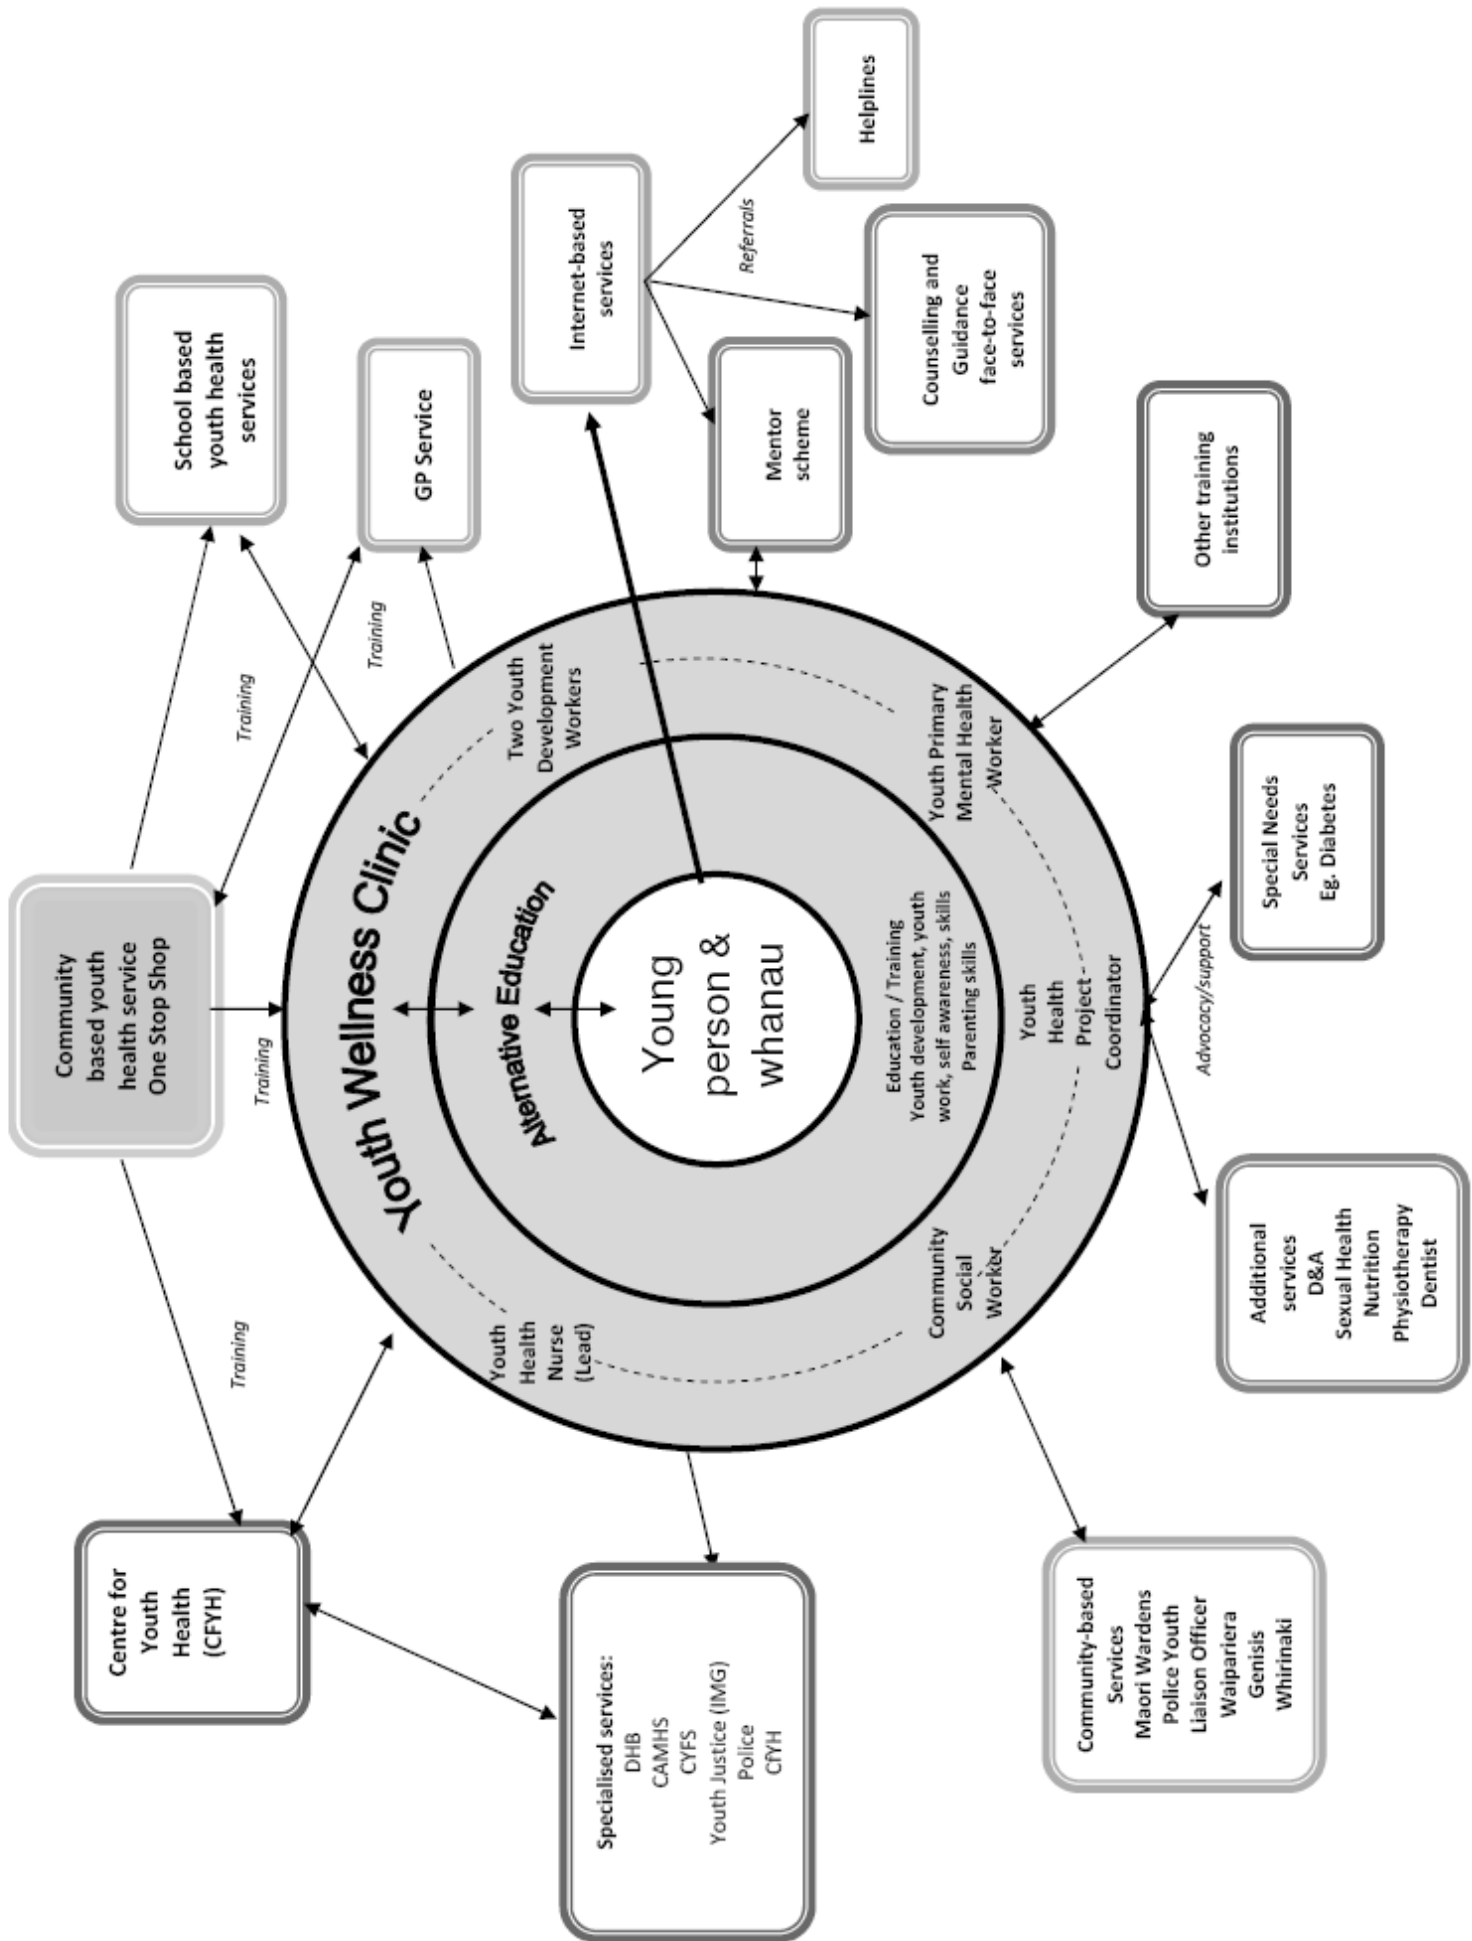 Community
based youth
health service
One Stop Shop
Centre for
Youth
Health
(CFYH)
School based
youth health
services
Training
Training
Training
Training
GP Service
Youth Wellness Clinic
Alternative Education
Young
person &
whanau
Youth
Health
Nurse
(Lead)
Two Youth
Development
Workers
Internet-based
services
Referrals
Helplines
Mentor
scheme
Counselling and
Guidance
face-to-face
services
Specialised services:
DHB
CAMHS
CYFS
Youth Justice (IMG)
Police
CfYH
Education / Training
Youth development, youth
work, self awareness, skills
Parenting skills
Community
Social
Worker
Youth Primary
Mental Health
Worker
Youth
Health
Project
Coordinator
Other training
institutions
Community-based
Services
Maori Wardens
Police Youth
Liaison Officer
Waipariera
Genisis
Whirinaki
Advocacy/support
Additional
services
D&A
Sexual Health
Nutrition
Physiotherapy
Dentist
Special Needs
Services
Eg. Diabetes